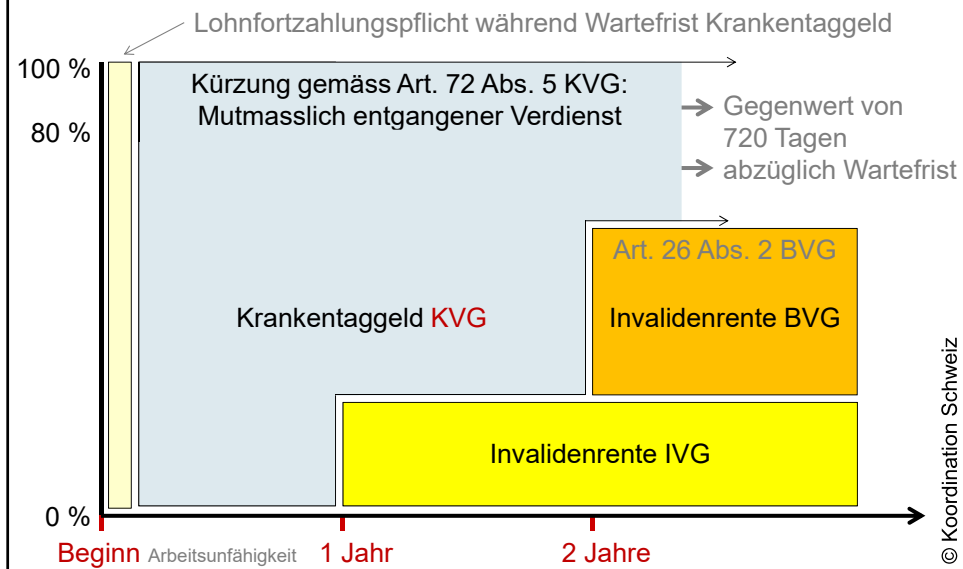 Lohnfortzahlungspflicht während Wartefrist Krankentaggeld
100 %
Kürzung gemäss Art. 72 Abs. 5 KVG:
Mutmasslich entgangener Verdienst
80 %
Gegenwert von
720 Tagen
abzüglich Wartefrist
Art. 26 Abs. 2 BVG
Krankentaggeld KVG
Invalidenrente BVG
Invalidenrente IVG
0 %
Beginn Arbeitsunfähigkeit
1 Jahr
2 Jahre
© Koordination Schweiz